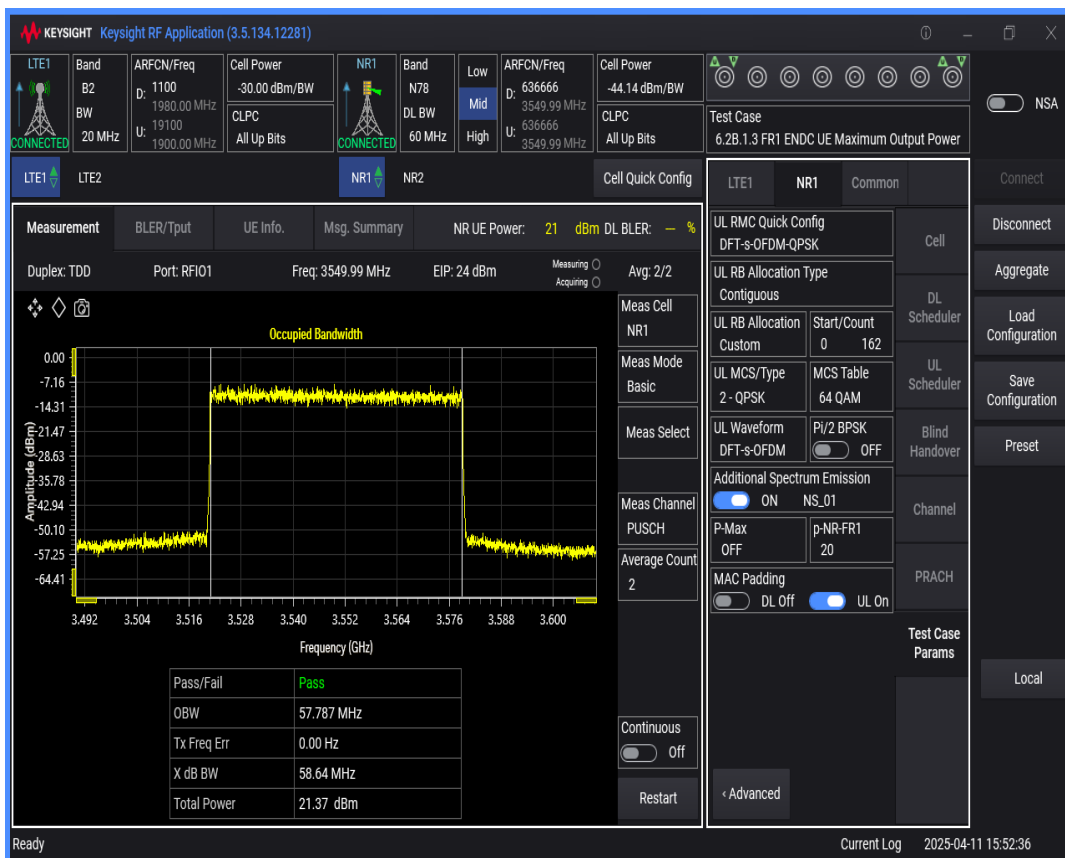 KEYSIGHT Keysight RF Application (3.5.134.12281)
LTE1
CONNECTED
Band
B2
BW
20 MHz
ARFCN/Freq
D: 1100
1980.00 MHz
U: 19100
1900.00 MHz
Cell Power
-30.00 dBm/BW
CLPC
All Up Bits
NR1
CONNECTED
Band
N78
DL BW
60 MHz
Low
Mid
High
ARFCN/Freq
D: 636666
3549.99 MHz
U: 636666
3549.99 MHz
Cell Power
-44.14 dBm/BW
CLPC
All Up Bits
Test Case
6.2B.1.3 FR1 ENDC UE Maximum Output Power
NSA
LTE1 LTE2 NR1 NR2 Cell Quick Config
Measurement BLER/Tput UE Info. Msg. Summary NR UE Power: 21 dBm DL BLER: — %
Duplex: TDD Port: RFIO1 Freq: 3549.99 MHz EIP: 24 dBm Measuring Acquiring Avg: 2/2
Occupied Bandwidth
0.00
-7.16
-14.31
-21.47
-28.63
-35.78
-42.94
-50.10
-57.25
-64.41
Amplitude (dBm)
3.492 3.504 3.516 3.528 3.540 3.552 3.564 3.576 3.588 3.600
Frequency (GHz)
Pass/Fail Pass
OBW 57.787 MHz
Tx Freq Err 0.00 Hz
X dB BW 58.64 MHz
Total Power 21.37 dBm
Meas Cell
NR1
Meas Mode
Basic
Meas Select
Meas Channel
PUSCH
Average Count
2
Continuous
Off
Restart
LTE1 NR1 Common
UL RMC Quick Config
DFT-s-OFDM-QPSK
UL RB Allocation Type
Contiguous
UL RB Allocation
Custom
Start/Count
0 162
UL MCS/Type
2 - QPSK
MCS Table
64 QAM
UL Waveform
DFT-s-OFDM
Pi/2 BPSK
OFF
Additional Spectrum Emission
ON NS_01
P-Max
OFF
p-NR-FR1
20
MAC Padding
DL Off UL On
‹ Advanced
Cell
DL
Scheduler
UL
Scheduler
Blind
Handover
Channel
PRACH
Test Case
Params
Connect
Disconnect
Aggregate
Load
Configuration
Save
Configuration
Preset
Local
Ready Current Log 2025-04-11 15:52:36